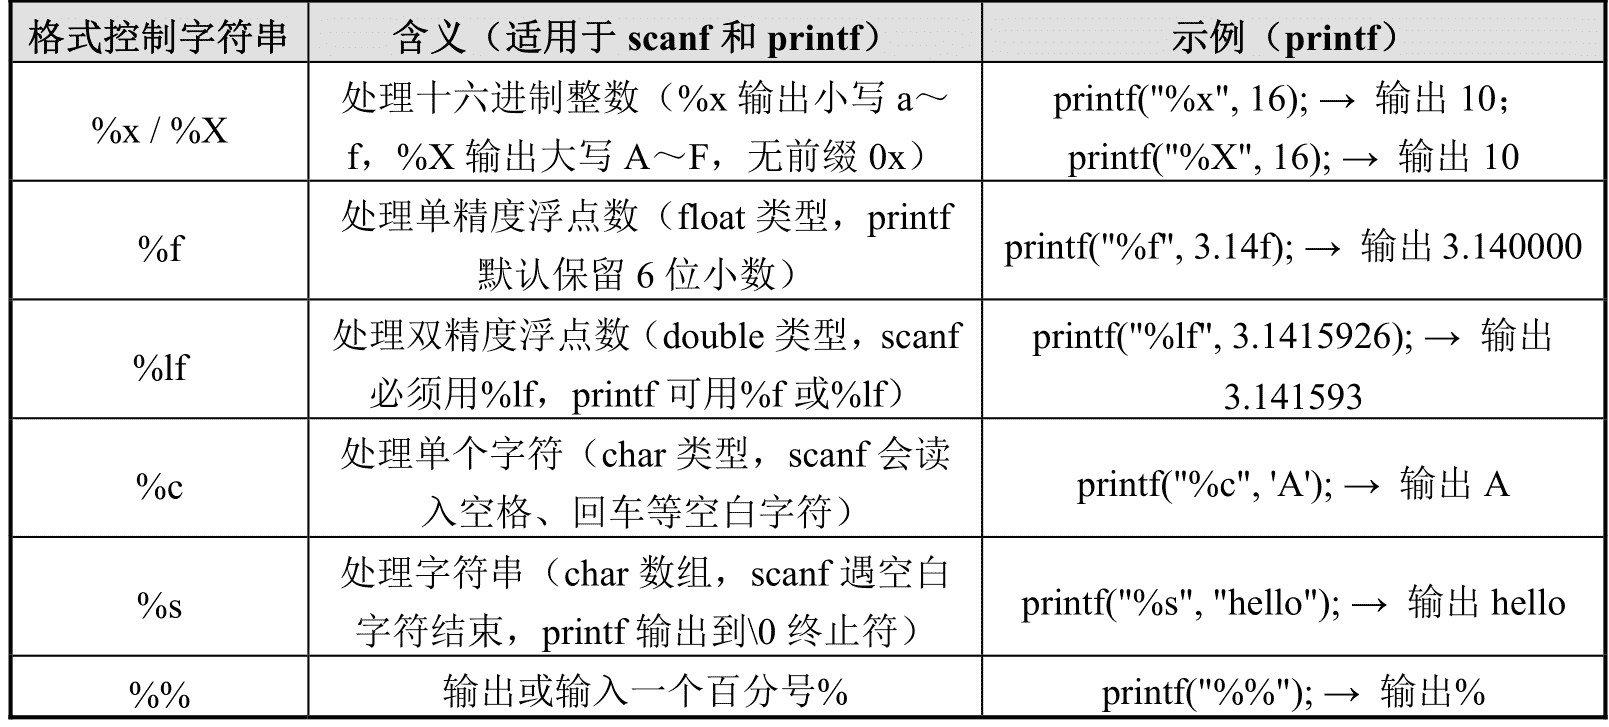 格式控制字符串
含义（适用于 scanf 和 printf）
示例（printf）
%x / %X
处理十六进制整数（%x 输出小写 a～
f，%X 输出大写 A～F，无前缀 0x）
printf("%x", 16); → 输出 10；
printf("%X", 16); → 输出 10
%f
处理单精度浮点数（float 类型，printf
默认保留 6 位小数）
printf("%f", 3.14f); → 输出 3.140000
%lf
处理双精度浮点数（double 类型，scanf
必须用%lf，printf 可用%f 或%lf）
printf("%lf", 3.1415926); → 输出
3.141593
%c
处理单个字符（char 类型，scanf 会读
入空格、回车等空白字符）
printf("%c", 'A'); → 输出 A
%s
处理字符串（char 数组，scanf 遇空白
字符结束，printf 输出到\0 终止符）
printf("%s", "hello"); → 输出 hello
%%
输出或输入一个百分号%
printf("%%"); → 输出%